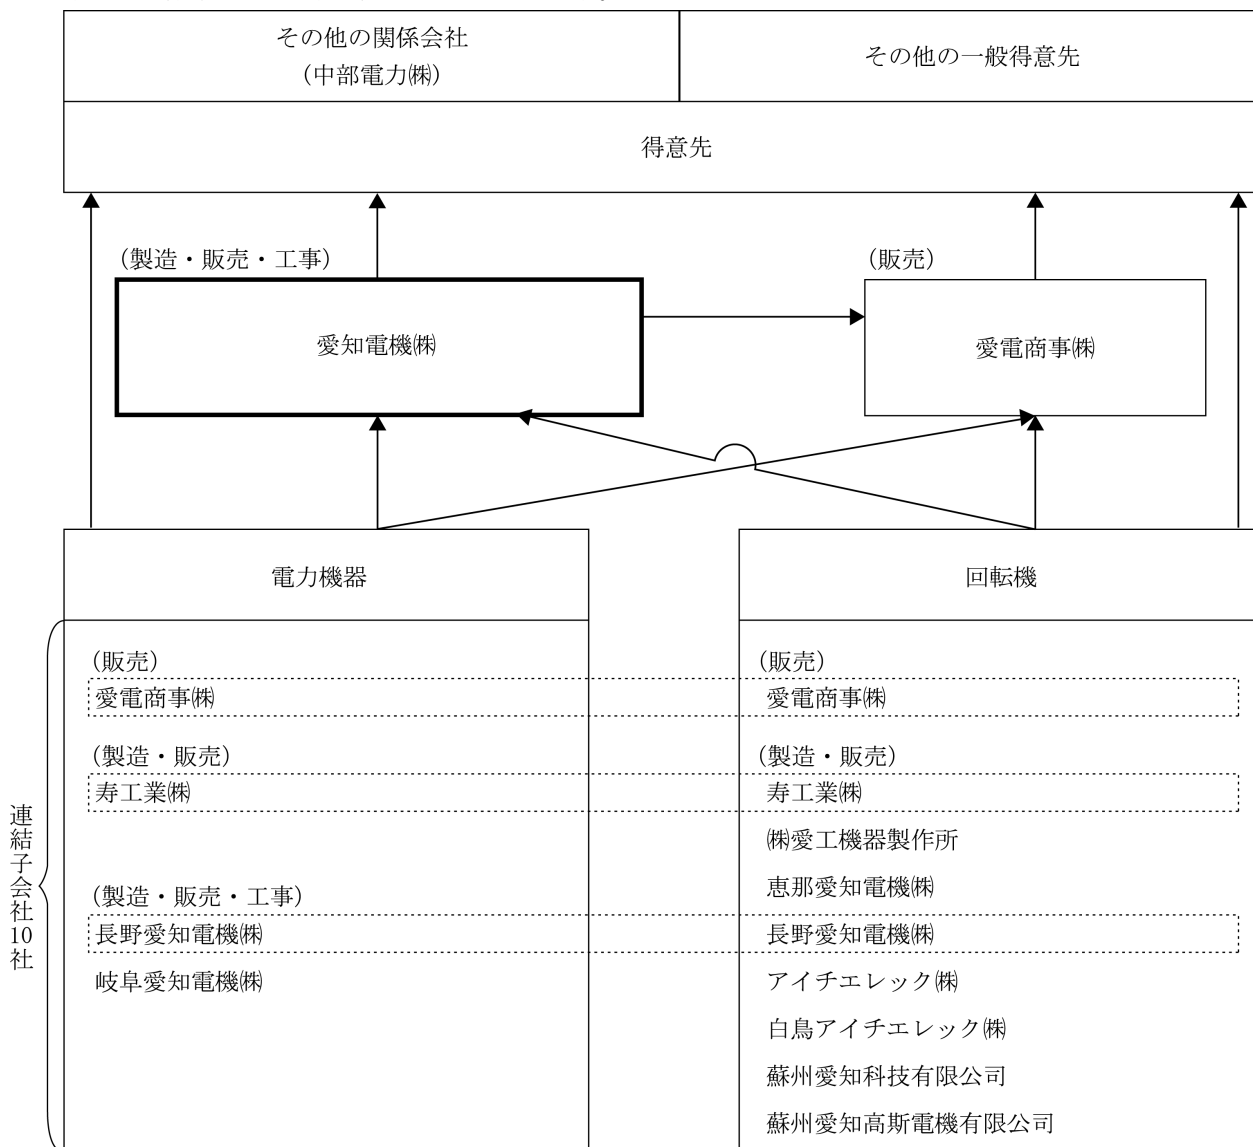 その他の関係会社
(中部電力㈱)
その他の一般得意先
得意先
(製造・販売・工事)
(販売)
愛知電機㈱
愛電商事㈱
電力機器
回転機
連結子会社10社
(販売)
愛電商事㈱
(製造・販売)
寿工業㈱
(製造・販売・工事)
長野愛知電機㈱
岐阜愛知電機㈱
(販売)
愛電商事㈱
(製造・販売)
寿工業㈱
㈱愛工機器製作所
恵那愛知電機㈱
長野愛知電機㈱
アイチエレック㈱
白鳥アイチエレック㈱
蘇州愛知科技有限公司
蘇州愛知高斯電機有限公司